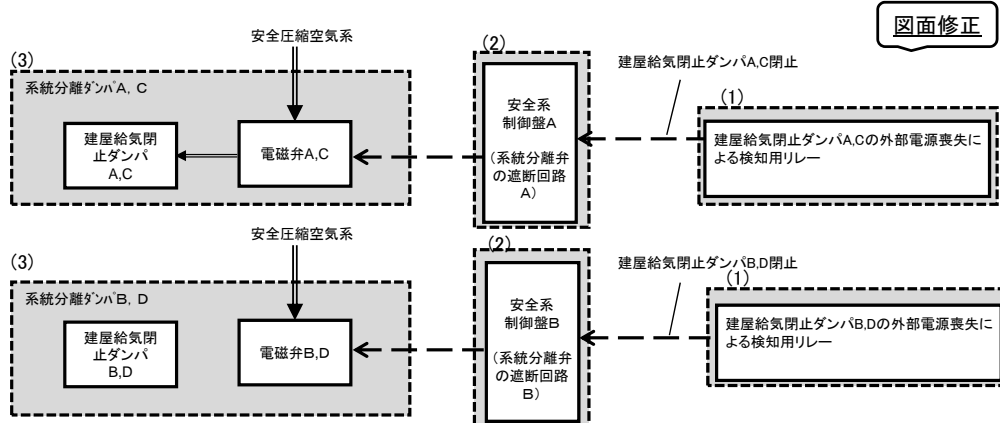 図面修正
安全圧縮空気系
(3)
系統分離ﾀﾞﾝﾊﾟA, C
建屋給気閉
止ダンパ
A,C
電磁弁A,C
(2)
安全系
制御盤A
(系統分離弁
の遮断回路
A)
建屋給気閉止ダンパA,C閉止
(1)
建屋給気閉止ダンパA,Cの外部電源喪失に
よる検知用リレー
安全圧縮空気系
(3)
系統分離ﾀﾞﾝﾊﾟB, D
建屋給気閉
止ダンパ
B,D
電磁弁B,D
(2)
安全系
制御盤B
(系統分離弁
の遮断回路
B)
建屋給気閉止ダンパB,D閉止
(1)
建屋給気閉止ダンパB,Dの外部電源喪失に
よる検知用リレー